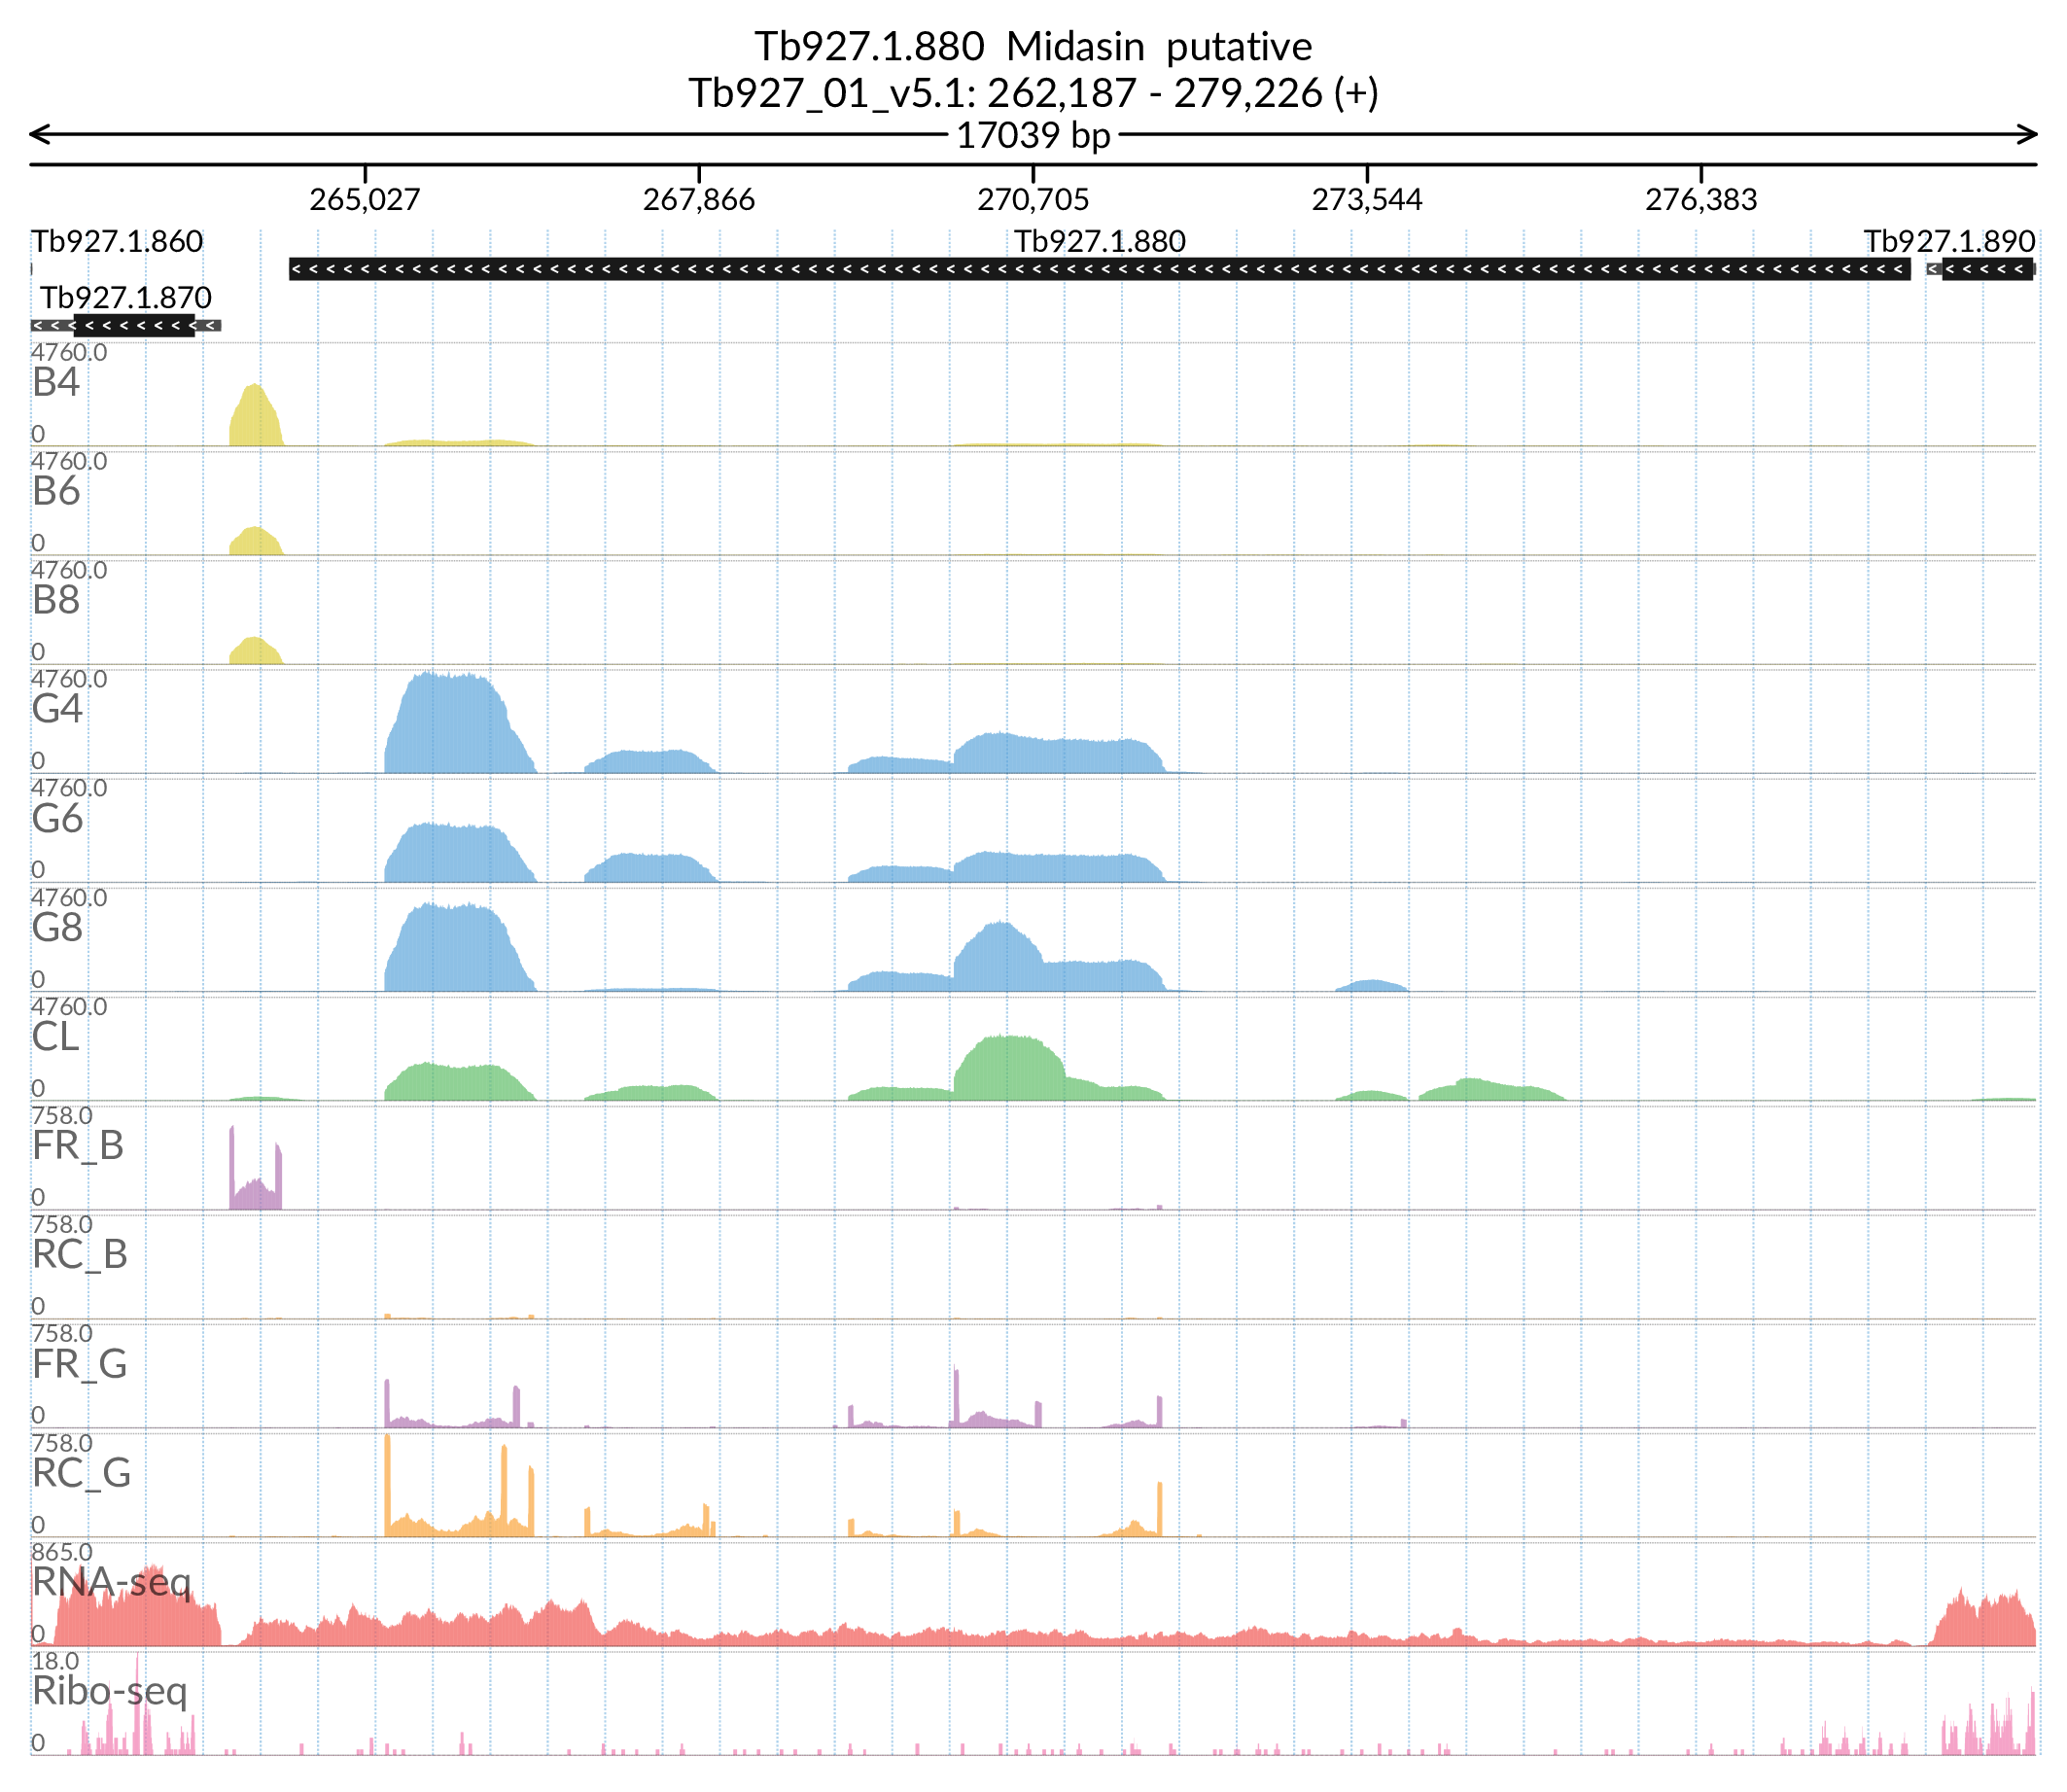 Tb927.1.880 Midasin putative
Tb927_01_v5.1: 262,187 - 279,226 (+)
17039 bp
265,027 267,866 270,705 273,544 276,383
Tb927.1.860 Tb927.1.880 Tb927.1.890
Tb927.1.870
4760.0
B4
0
4760.0
B6
0
4760.0
B8
0
4760.0
G4
0
4760.0
G6
0
4760.0
G8
0
4760.0
CL
0
758.0
FR_B
0
758.0
RC_B
0
758.0
FR_G
0
758.0
RC_G
0
865.0
RNA-seq
0
18.0
Ribo-seq
0